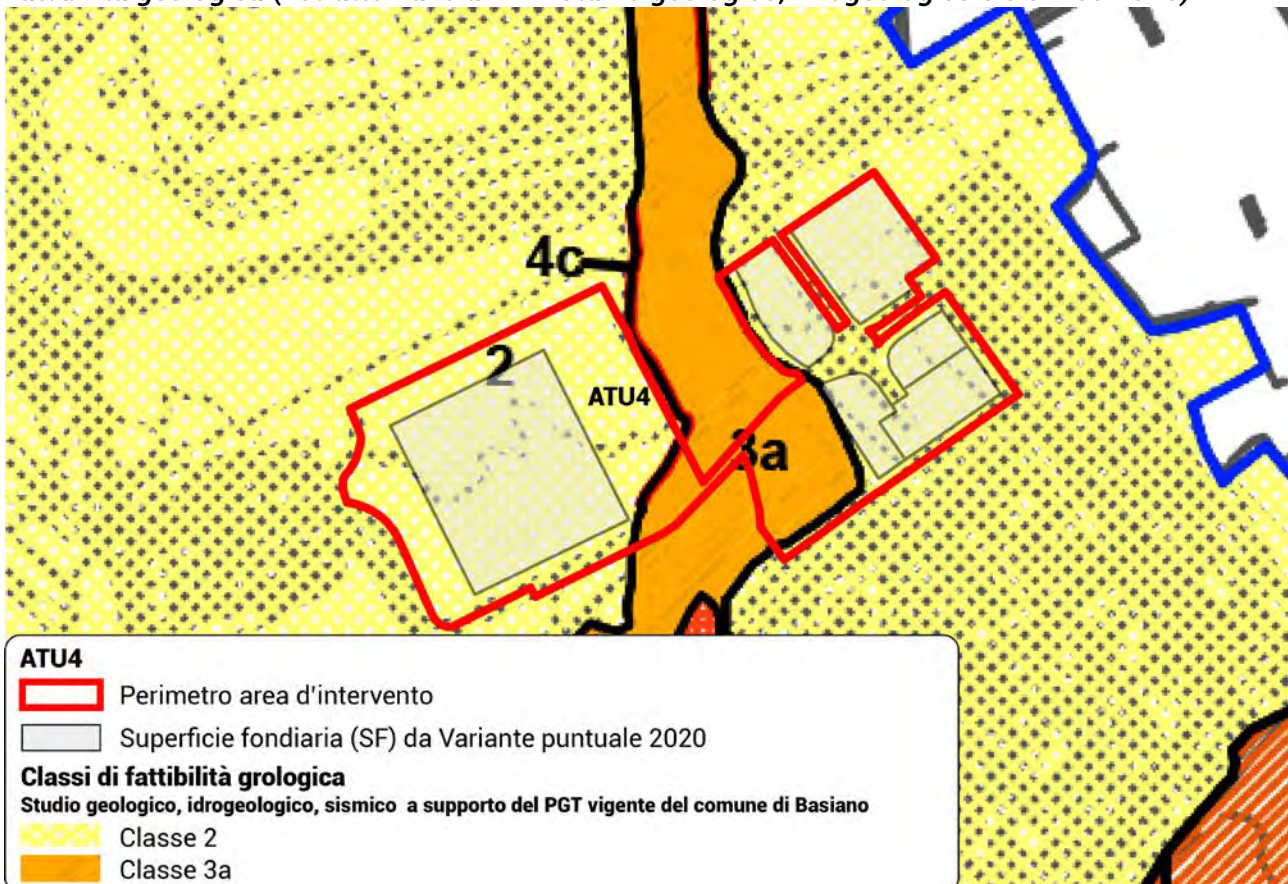 4c
2
ATU4
3a
ATU4
Perimetro area d'intervento
Superficie fondiaria (SF) da Variante puntuale 2020
Classi di fattibilità grologica
Studio geologico, idrogeologico, sismico a supporto del PGT vigente del comune di Basiano
Classe 2
Classe 3a